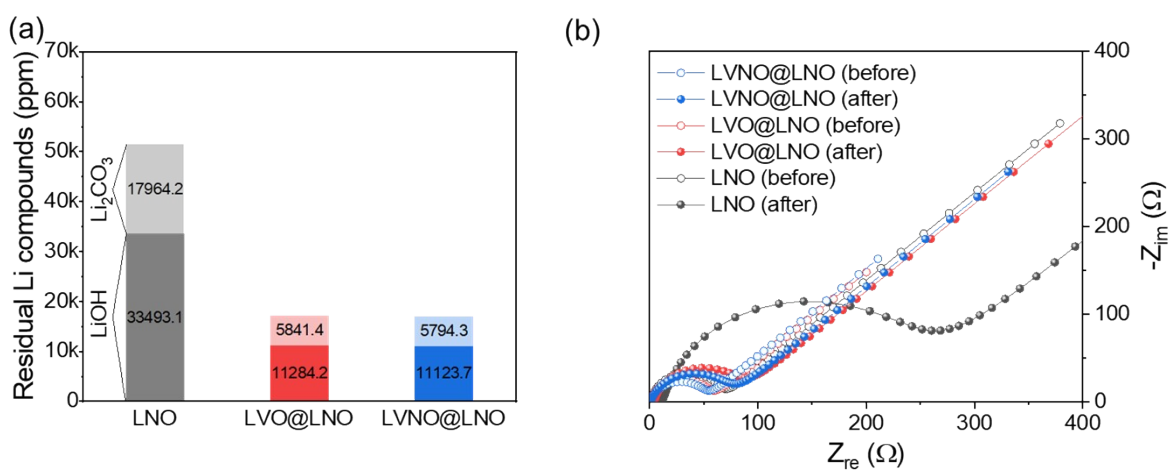 (a)
Residual Li compounds (ppm)
70k
60k
50k
40k
30k
20k
10k
0
Li₂CO₃
LiOH
17964.2
33493.1
5841.4
11284.2
5794.3
11123.7
LNO
LVO@LNO
LVNO@LNO
(b)
LVNO@LNO (before)
LVNO@LNO (after)
LVO@LNO (before)
LVO@LNO (after)
LNO (before)
LNO (after)
400
300
200
100
0
-Zᵢₘ (Ω)
0
100
200
300
400
Zᵣₑ (Ω)